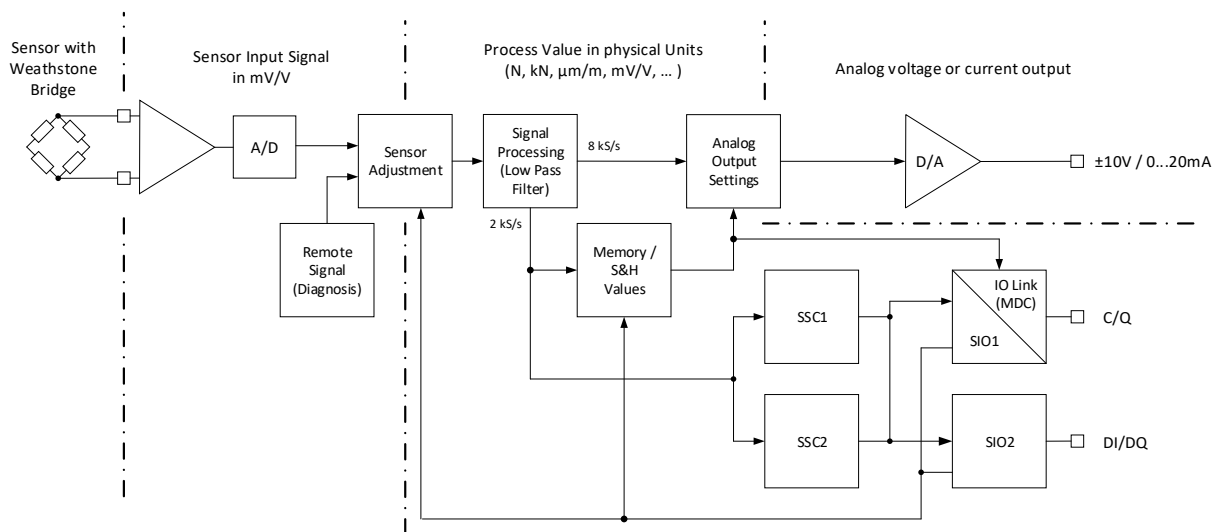 Sensor with
Weathstone
Bridge
Sensor Input Signal
in mV/V
Process Value in physical Units
(N, kN, µm/m, mV/V, … )
Analog voltage or current output
A/D
Sensor
Adjustment
Signal
Processing
(Low Pass
Filter)
8 kS/s
2 kS/s
Analog
Output
Settings
D/A
±10V / 0...20mA
Remote
Signal
(Diagnosis)
Memory /
S&H
Values
SSC1
IO Link
(MDC)
SIO1
C/Q
SSC2
SIO2
DI/DQ